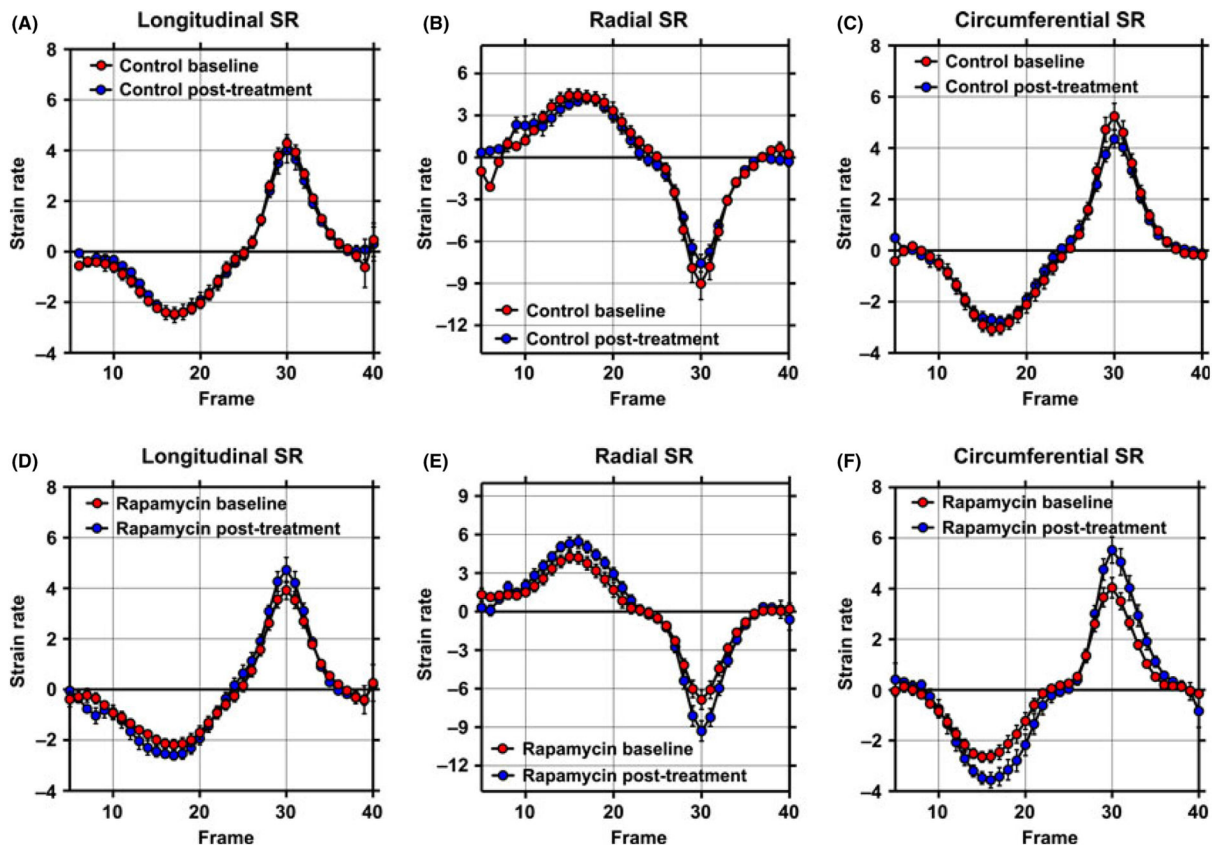 (A) Longitudinal SR
Control baseline
Control post-treatment
Strain rate
8
6
4
2
0
–2
–4
10 20 30 40
Frame
(B) Radial SR
Control baseline
Control post-treatment
Strain rate
6
3
0
–3
–6
–9
–12
10 20 30 40
Frame
(C) Circumferential SR
Control baseline
Control post-treatment
Strain rate
8
6
4
2
0
–2
–4
10 20 30 40
Frame
(D) Longitudinal SR
Rapamycin baseline
Rapamycin post-treatment
Strain rate
8
6
4
2
0
–2
–4
10 20 30 40
Frame
(E) Radial SR
Rapamycin baseline
Rapamycin post-treatment
Strain rate
9
6
3
0
–3
–6
–9
–12
10 20 30 40
Frame
(F) Circumferential SR
Rapamycin baseline
Rapamycin post-treatment
Strain rate
8
6
4
2
0
–2
–4
10 20 30 40
Frame